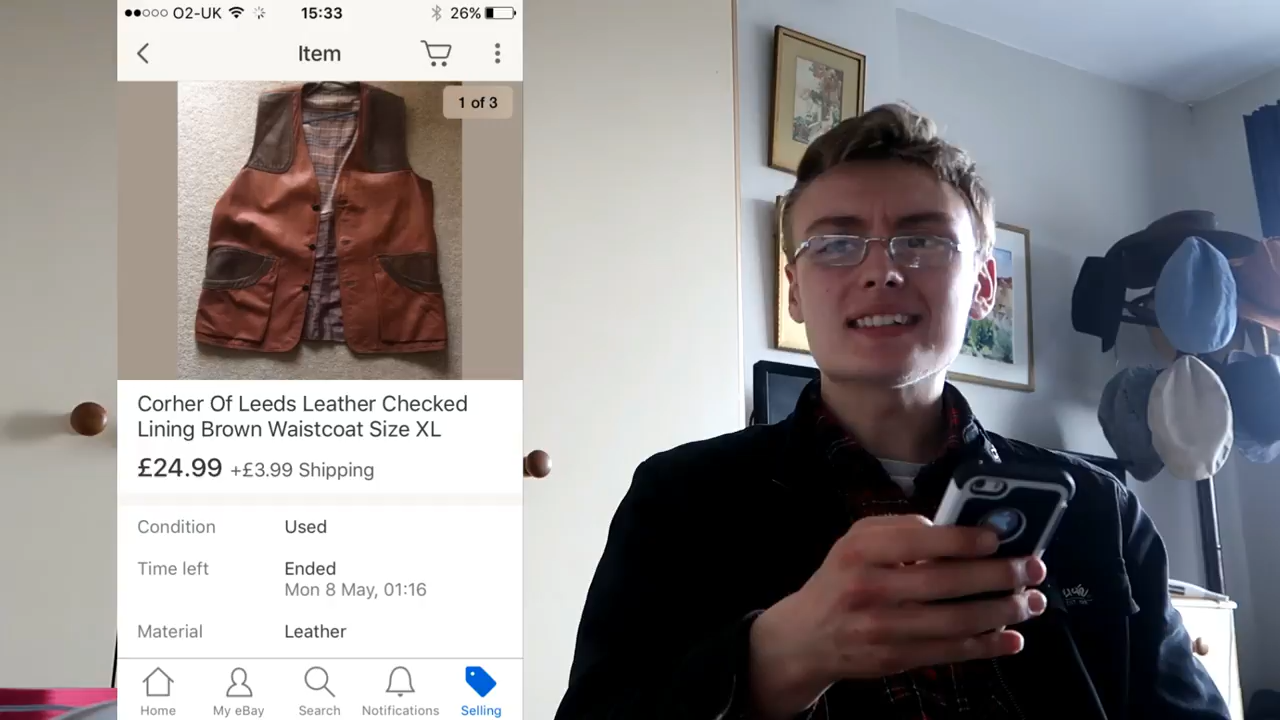 O2-UK 15:33 26%
Item
1 of 3
Corher Of Leeds Leather Checked
Lining Brown Waistcoat Size XL
£24.99 +£3.99 Shipping
Condition Used
Time left Ended
Mon 8 May, 01:16
Material Leather
Home My eBay Search Notifications Selling